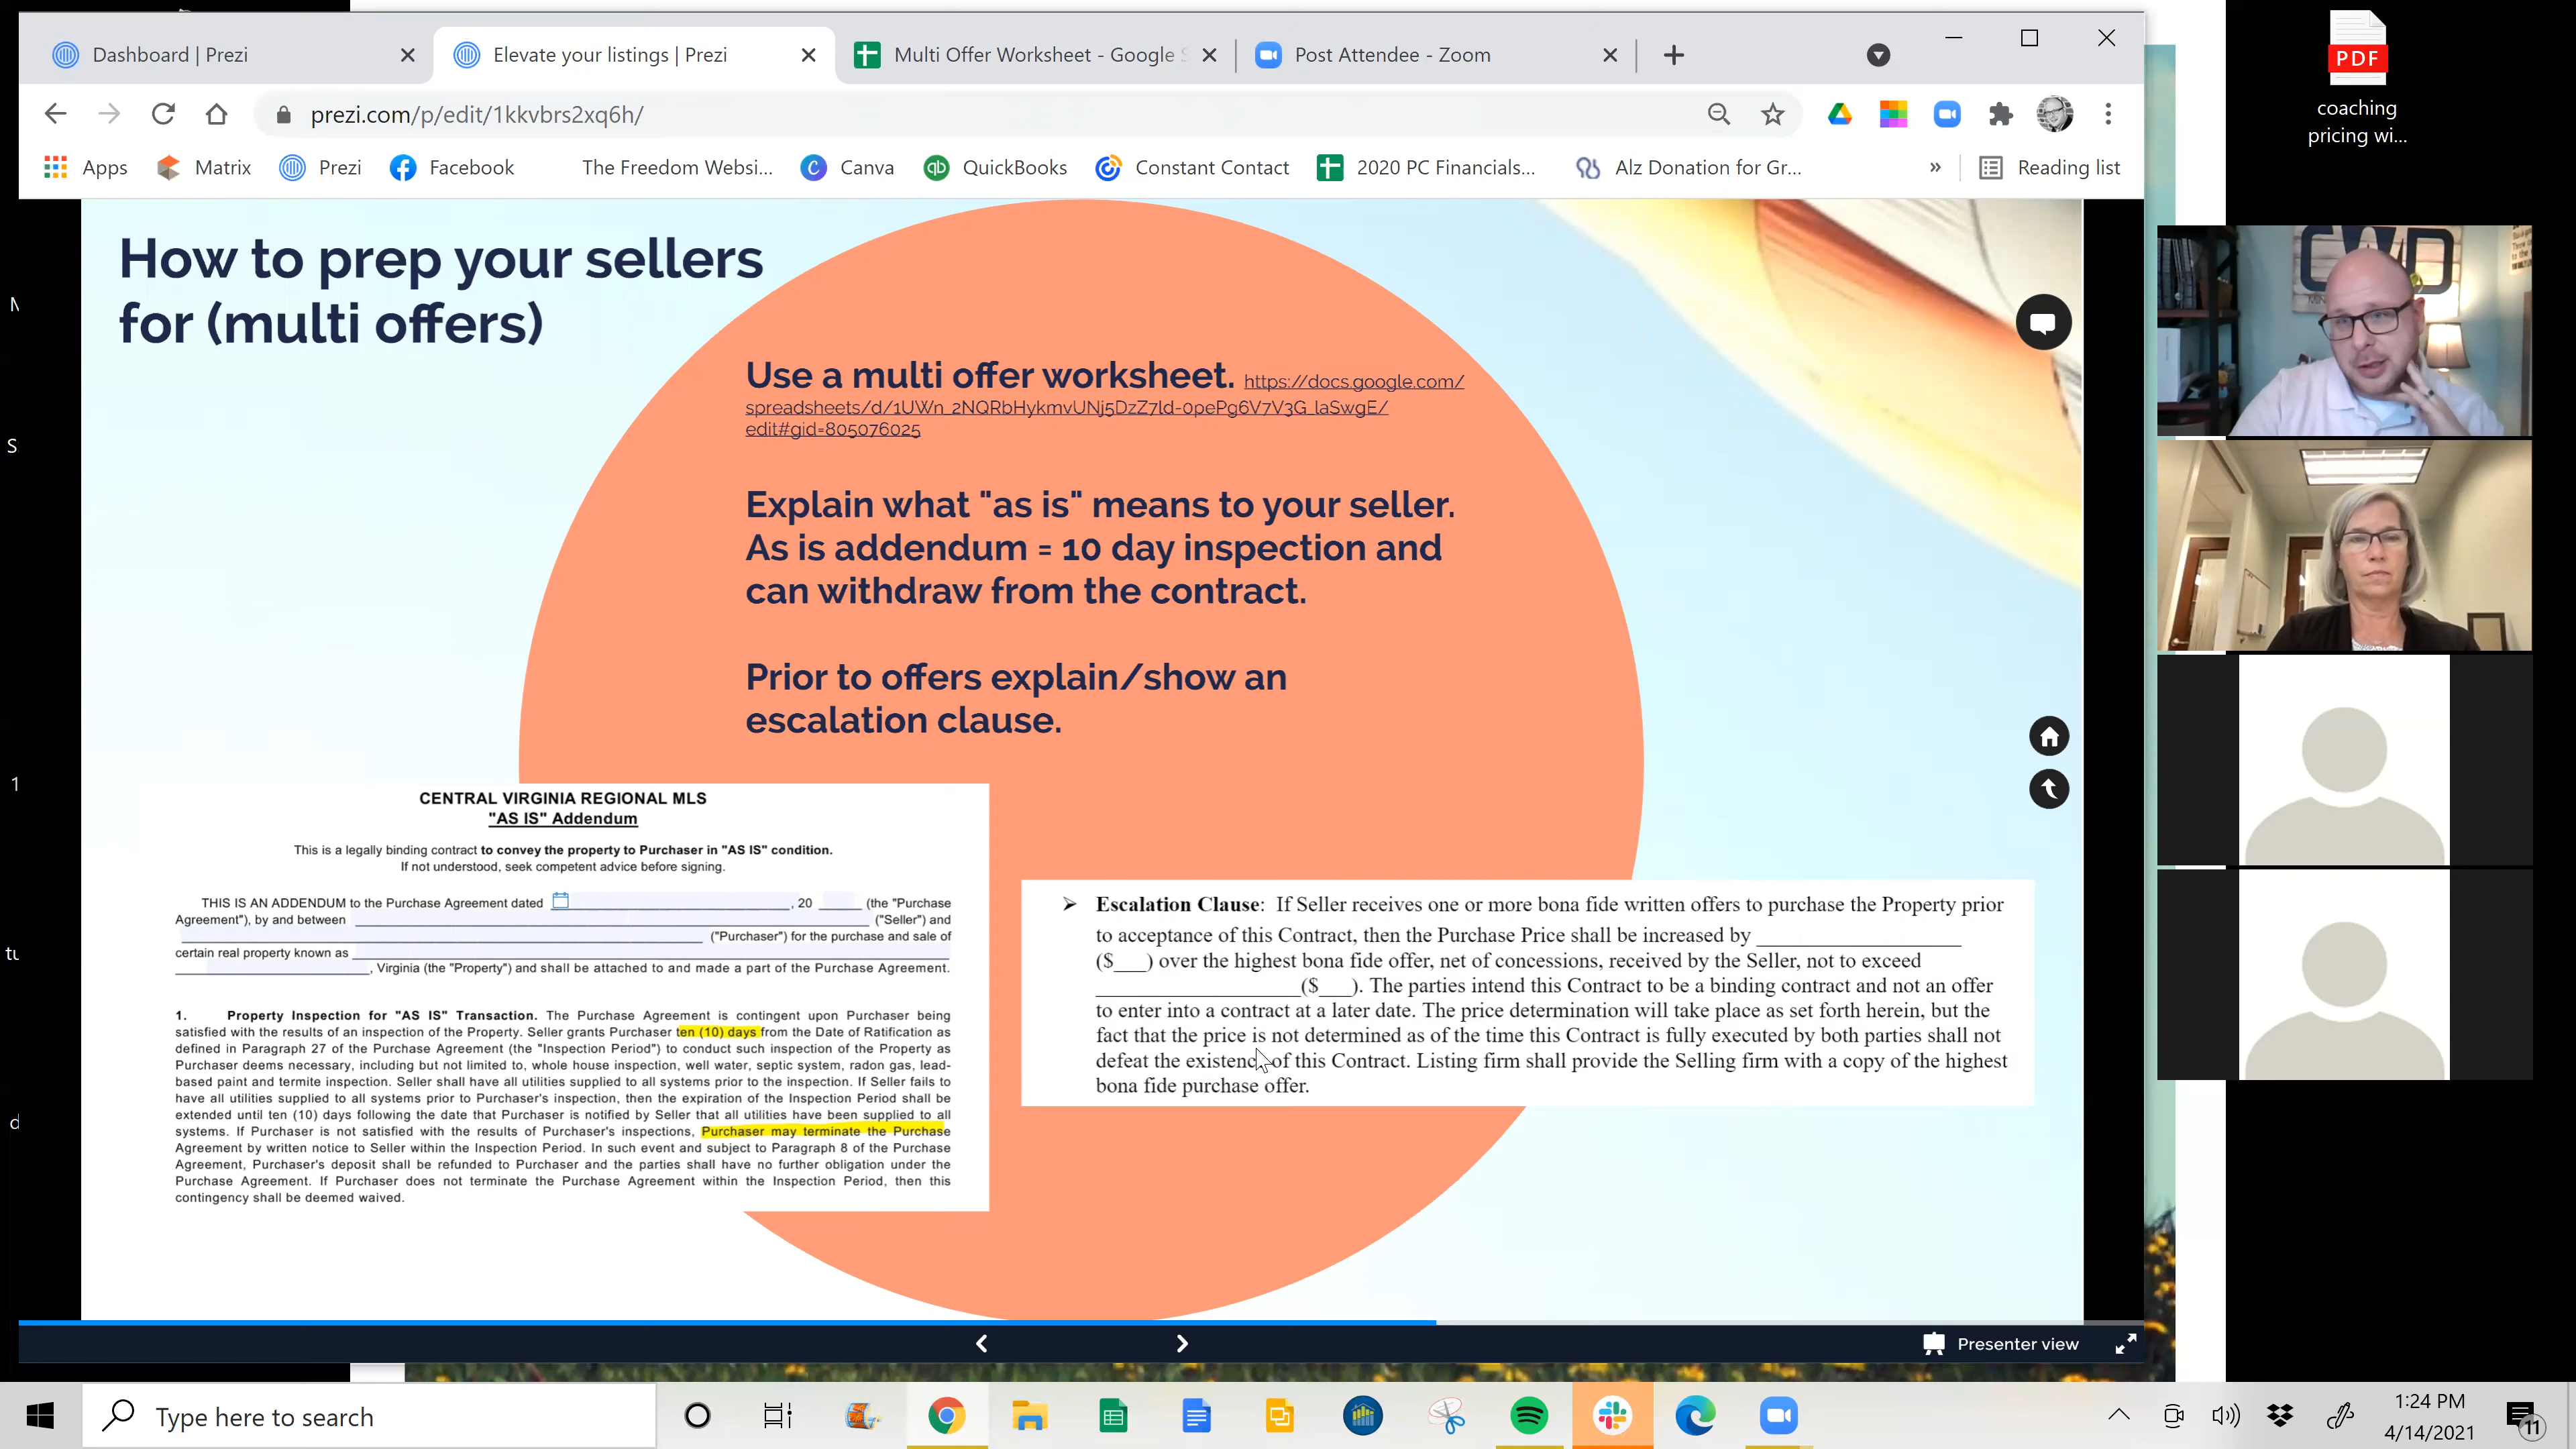 Dashboard | Prezi
Elevate your listings | Prezi
Multi Offer Worksheet - Google S
Post Attendee - Zoom
prezi.com/p/edit/1kkvbrs2xq6h/
Apps
Matrix
Prezi
Facebook
The Freedom Websi...
Canva
QuickBooks
Constant Contact
2020 PC Financials...
Alz Donation for Gr...
»
Reading list
PDF
coaching
pricing wi...
How to prep your sellers
for (multi offers)
Use a multi offer worksheet. https://docs.google.com/
spreadsheets/d/1UWn_2NQRbHykmvUNj5DzZ7ld-0pePg6V7V3G_laSwgE/
edit#gid=805076025
Explain what "as is" means to your seller.
As is addendum = 10 day inspection and
can withdraw from the contract.
Prior to offers explain/show an
escalation clause.
CENTRAL VIRGINIA REGIONAL MLS
"AS IS" Addendum
This is a legally binding contract to convey the property to Purchaser in "AS IS" condition.
If not understood, seek competent advice before signing.
THIS IS AN ADDENDUM to the Purchase Agreement dated ____, 20 ____ (the "Purchase
Agreement"), by and between ____ ("Seller") and
____ ("Purchaser") for the purchase and sale of
certain real property known as ____
____, Virginia (the "Property") and shall be attached to and made a part of the Purchase Agreement.
1. Property Inspection for "AS IS" Transaction. The Purchase Agreement is contingent upon Purchaser being
satisfied with the results of an inspection of the Property. Seller grants Purchaser ten (10) days from the Date of Ratification as
defined in Paragraph 27 of the Purchase Agreement (the "Inspection Period") to conduct such inspection of the Property as
Purchaser deems necessary, including but not limited to, whole house inspection, well water, septic system, radon gas, lead-
based paint and termite inspection. Seller shall have all utilities supplied to all systems prior to the inspection. If Seller fails to
have all utilities supplied to all systems prior to Purchaser's inspection, then the expiration of the Inspection Period shall be
extended until ten (10) days following the date that Purchaser is notified by Seller that all utilities have been supplied to all
systems. If Purchaser is not satisfied with the results of Purchaser's inspections, Purchaser may terminate the Purchase
Agreement by written notice to Seller within the Inspection Period. In such event and subject to Paragraph 8 of the Purchase
Agreement, Purchaser's deposit shall be refunded to Purchaser and the parties shall have no further obligation under the
Purchase Agreement. If Purchaser does not terminate the Purchase Agreement within the Inspection Period, then this
contingency shall be deemed waived.
➢ Escalation Clause: If Seller receives one or more bona fide written offers to purchase the Property prior
to acceptance of this Contract, then the Purchase Price shall be increased by ____
($___) over the highest bona fide offer, net of concessions, received by the Seller, not to exceed
____($___). The parties intend this Contract to be a binding contract and not an offer
to enter into a contract at a later date. The price determination will take place as set forth herein, but the
fact that the price is not determined as of the time this Contract is fully executed by both parties shall not
defeat the existence of this Contract. Listing firm shall provide the Selling firm with a copy of the highest
bona fide purchase offer.
Presenter view
Type here to search
1:24 PM
4/14/2021
11